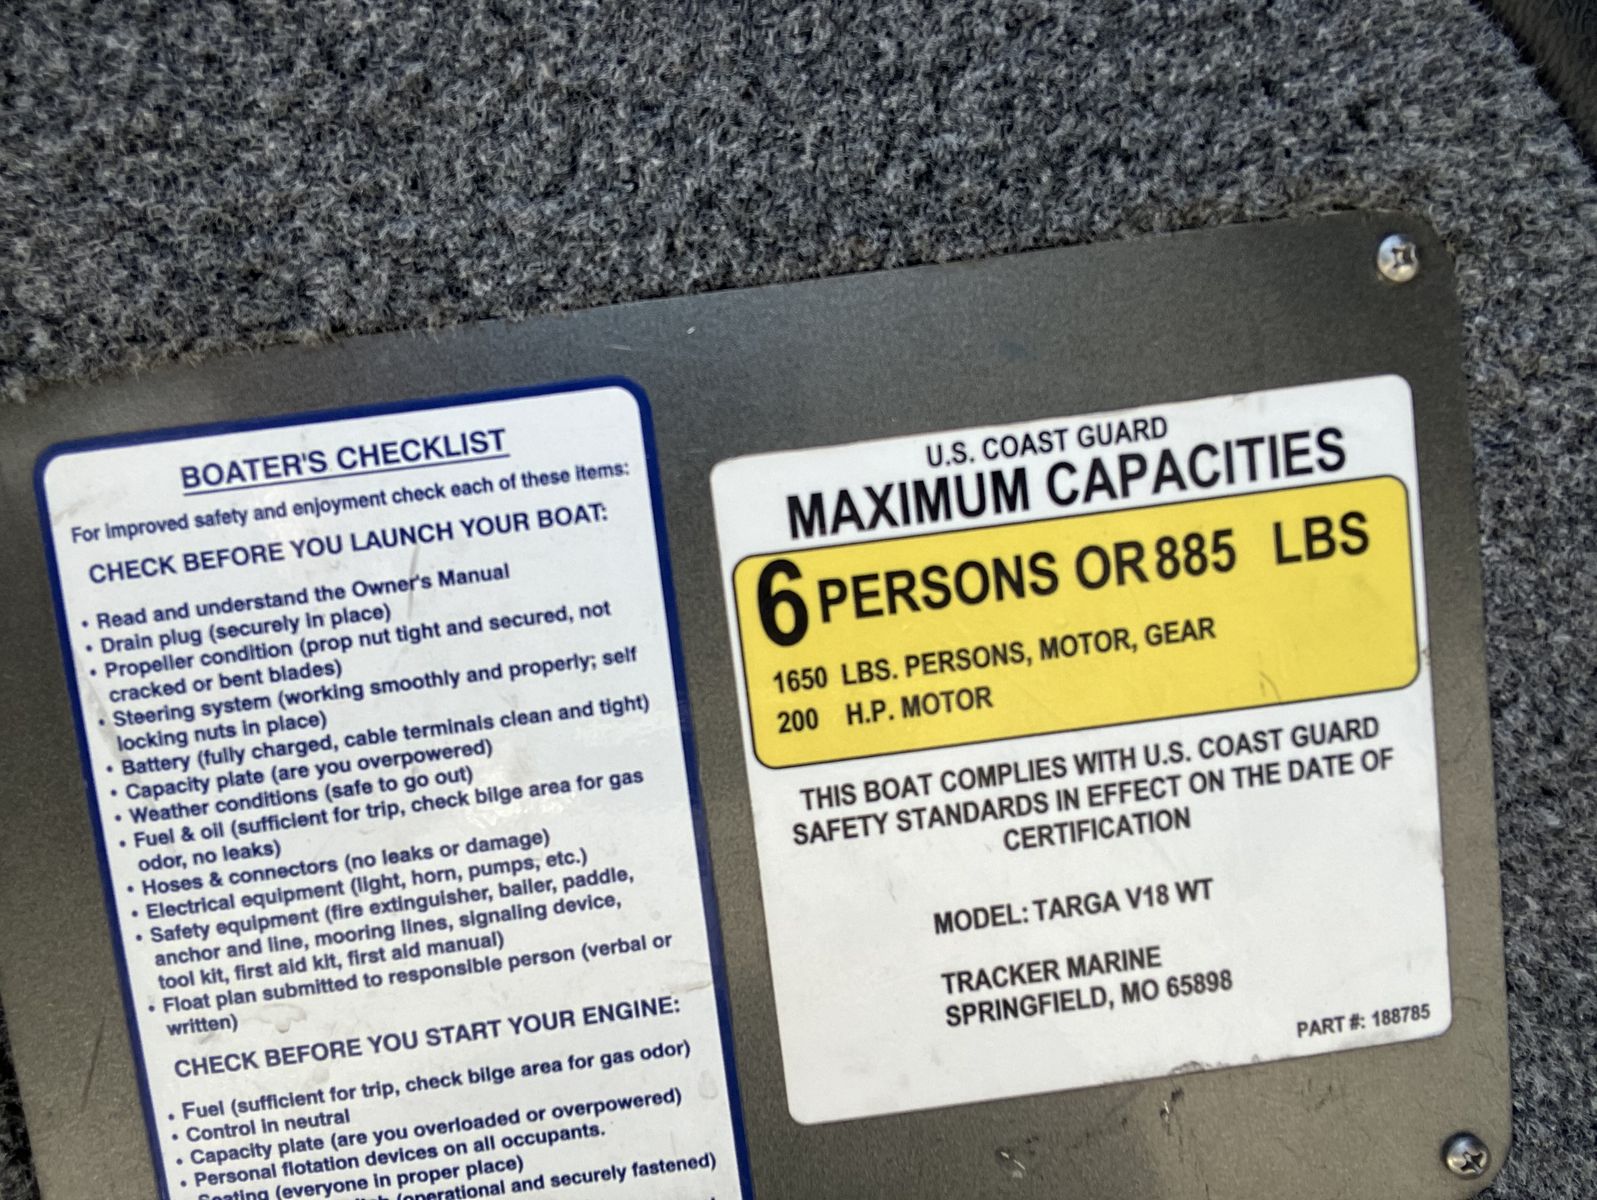 BOATER'S CHECKLIST
For improved safety and enjoyment check each of these items:
CHECK BEFORE YOU LAUNCH YOUR BOAT:
• Read and understand the Owner's Manual
• Drain plug (securely in place)
• Propeller condition (prop nut tight and secured, not
cracked or bent blades)
• Steering system (working smoothly and properly; self
locking nuts in place)
• Battery (fully charged, cable terminals clean and tight)
• Capacity plate (are you overpowered)
• Weather conditions (safe to go out)
• Fuel & oil (sufficient for trip, check bilge area for gas
odor, no leaks)
• Hoses & connectors (no leaks or damage)
• Electrical equipment (light, horn, pumps, etc.)
• Safety equipment (fire extinguisher, bailer, paddle,
anchor and line, mooring lines, signaling device,
tool kit, first aid kit, first aid manual)
• Float plan submitted to responsible person (verbal or
written)
CHECK BEFORE YOU START YOUR ENGINE:
• Fuel (sufficient for trip, check bilge area for gas odor)
• Control in neutral
• Capacity plate (are you overloaded or overpowered)
• Personal flotation devices on all occupants.
Seating (everyone in proper place)
(operational and securely fastened)
U.S. COAST GUARD
MAXIMUM CAPACITIES
6 PERSONS OR 885 LBS
1650 LBS. PERSONS, MOTOR, GEAR
200 H.P. MOTOR
THIS BOAT COMPLIES WITH U.S. COAST GUARD
SAFETY STANDARDS IN EFFECT ON THE DATE OF
CERTIFICATION
MODEL: TARGA V18 WT
TRACKER MARINE
SPRINGFIELD, MO 65898
PART #: 188785